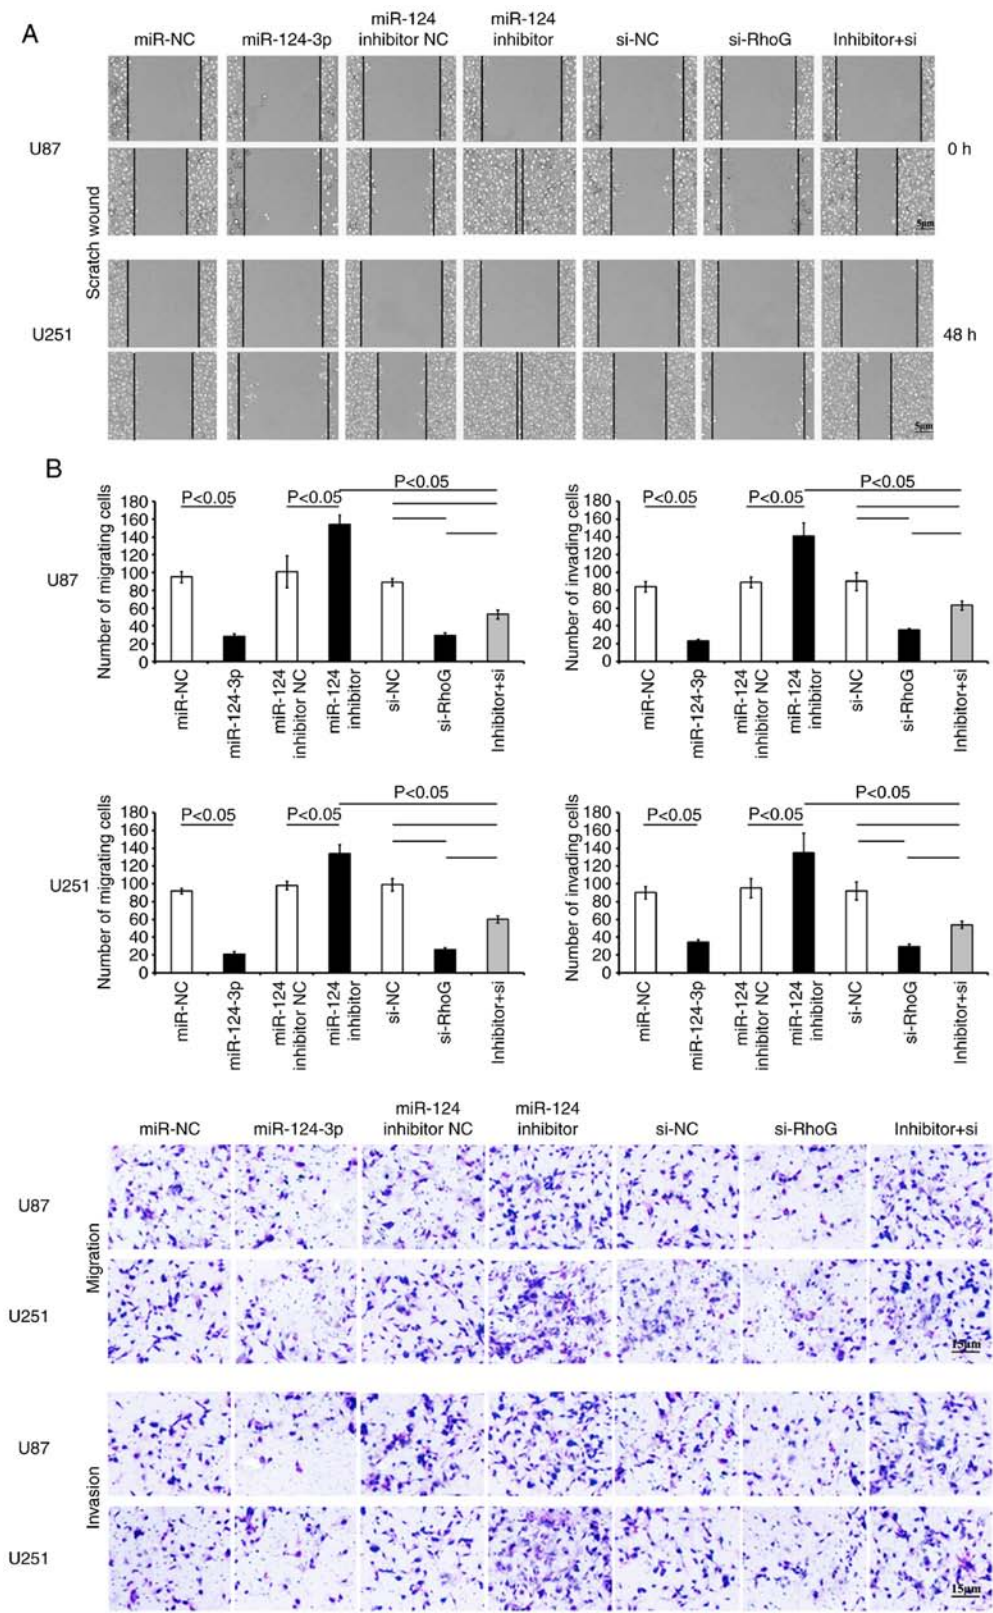 A
miR-NC
miR-124-3p
miR-124
inhibitor NC
miR-124
inhibitor
si-NC
si-RhoG
Inhibitor+si
Scratch wound
U87
0 h
5μm
U251
48 h
5μm
B
U87
Number of migrating cells
180
160
140
120
100
80
60
40
20
0
P<0.05
P<0.05
P<0.05
miR-NC
miR-124-3p
miR-124
inhibitor NC
miR-124
inhibitor
si-NC
si-RhoG
Inhibitor+si
Number of invading cells
180
160
140
120
100
80
60
40
20
0
P<0.05
P<0.05
P<0.05
miR-NC
miR-124-3p
miR-124
inhibitor NC
miR-124
inhibitor
si-NC
si-RhoG
Inhibitor+si
U251
Number of migrating cells
180
160
140
120
100
80
60
40
20
0
P<0.05
P<0.05
P<0.05
miR-NC
miR-124-3p
miR-124
inhibitor NC
miR-124
inhibitor
si-NC
si-RhoG
Inhibitor+si
Number of invading cells
180
160
140
120
100
80
60
40
20
0
P<0.05
P<0.05
P<0.05
miR-NC
miR-124-3p
miR-124
inhibitor NC
miR-124
inhibitor
si-NC
si-RhoG
Inhibitor+si
miR-NC
miR-124-3p
miR-124
inhibitor NC
miR-124
inhibitor
si-NC
si-RhoG
Inhibitor+si
Migration
U87
U251
15μm
Invasion
U87
U251
15μm